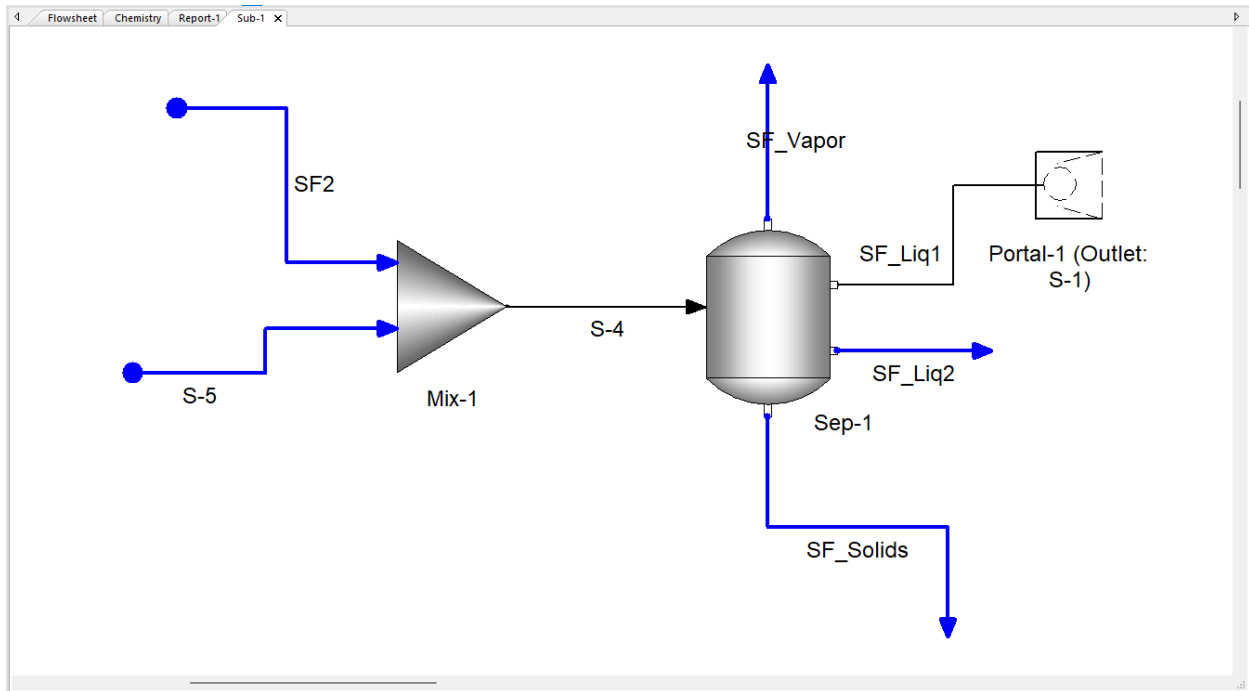 Flowsheet
Chemistry
Report-1
Sub-1
SF_Vapor
SF2
SF_Liq1
Portal-1 (Outlet:
S-1)
S-4
SF_Liq2
S-5
Mix-1
Sep-1
SF_Solids